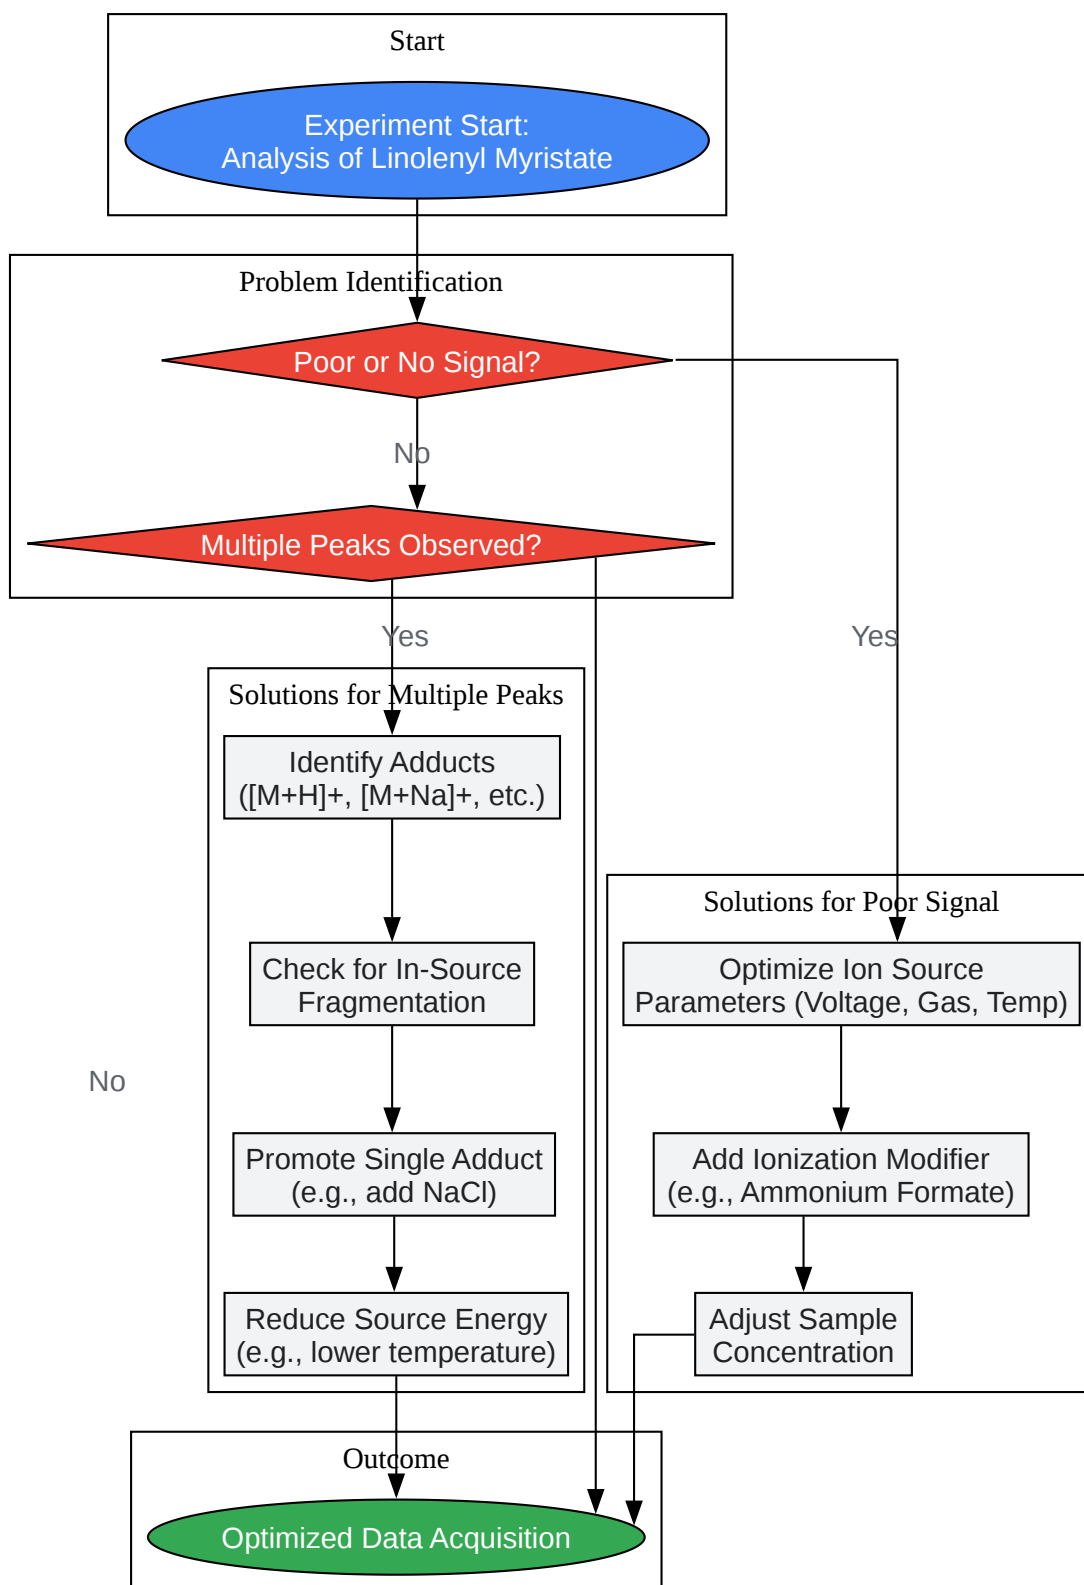 Start
Experiment Start:
Analysis of Linolenyl Myristate
Problem Identification
Poor or No Signal?
No
Multiple Peaks Observed?
Yes
Yes
Solutions for Multiple Peaks
Identify Adducts
([M+H]+, [M+Na]+, etc.)
Check for In-Source
Fragmentation
No
Promote Single Adduct
(e.g., add NaCl)
Reduce Source Energy
(e.g., lower temperature)
Solutions for Poor Signal
Optimize Ion Source
Parameters (Voltage, Gas, Temp)
Add Ionization Modifier
(e.g., Ammonium Formate)
Adjust Sample
Concentration
Outcome
Optimized Data Acquisition